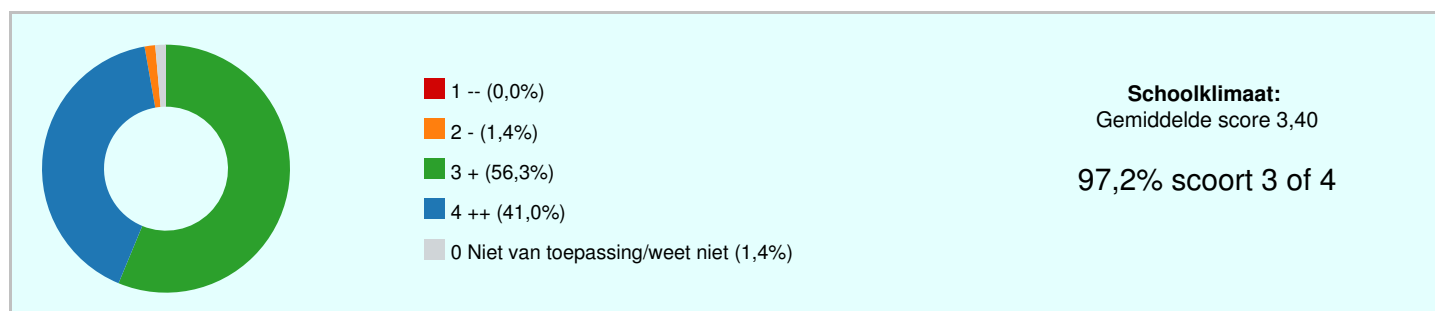 1 -- (0,0%)
2 - (1,4%)
3 + (56,3%)
4 ++ (41,0%)
0 Niet van toepassing/weet niet (1,4%)
Schoolklimaat:
Gemiddelde score 3,40
97,2% scoort 3 of 4